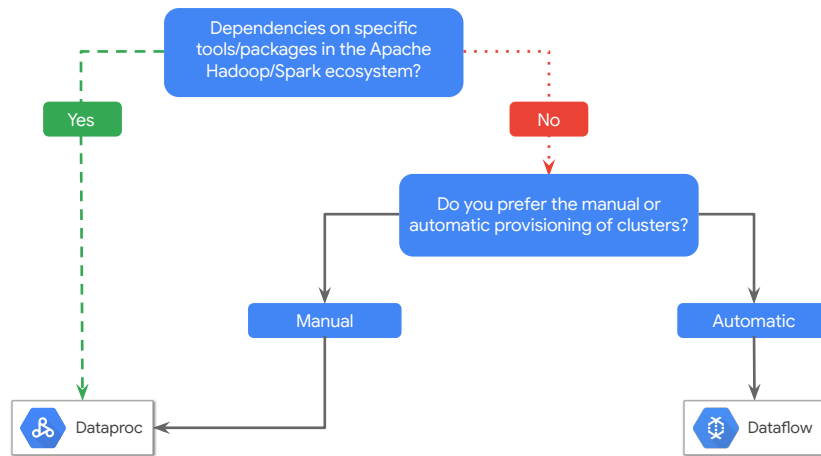 Dependencies on specific
tools/packages in the Apache
Hadoop/Spark ecosystem?
Yes
No
Do you prefer the manual or
automatic provisioning of clusters?
Manual
Automatic
Dataproc
Dataflow